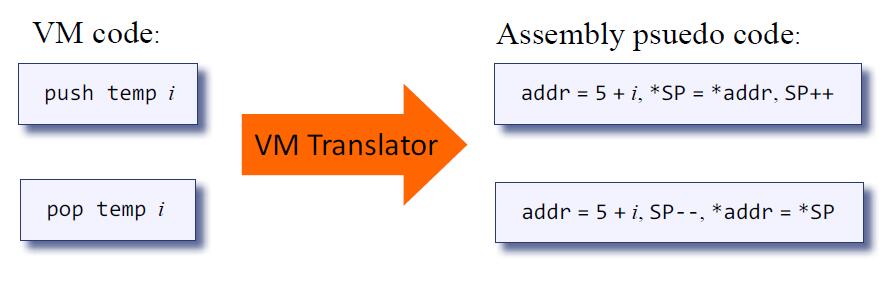 VM code:
Assembly psuedo code:
push temp i
addr = 5 + i, *SP = *addr, SP++
VM Translator
pop temp i
addr = 5 + i, SP--, *addr = *SP